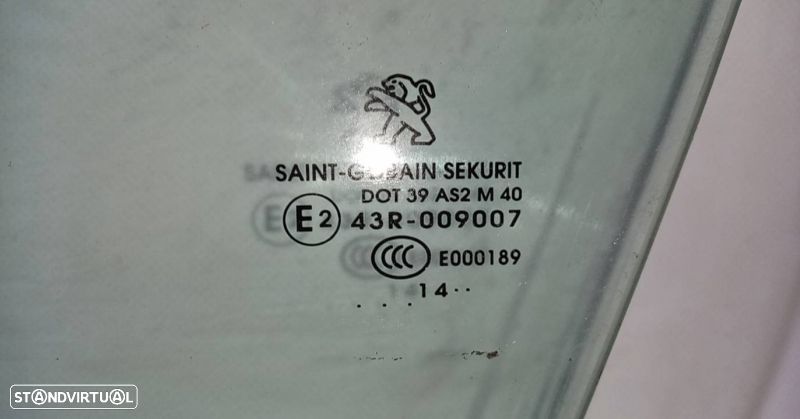 SAINT-GOBAIN SEKURIT
DOT 39 AS2 M 40
E2 43R-009007
CCC E000189
14..
...
STANDVIRTUAL